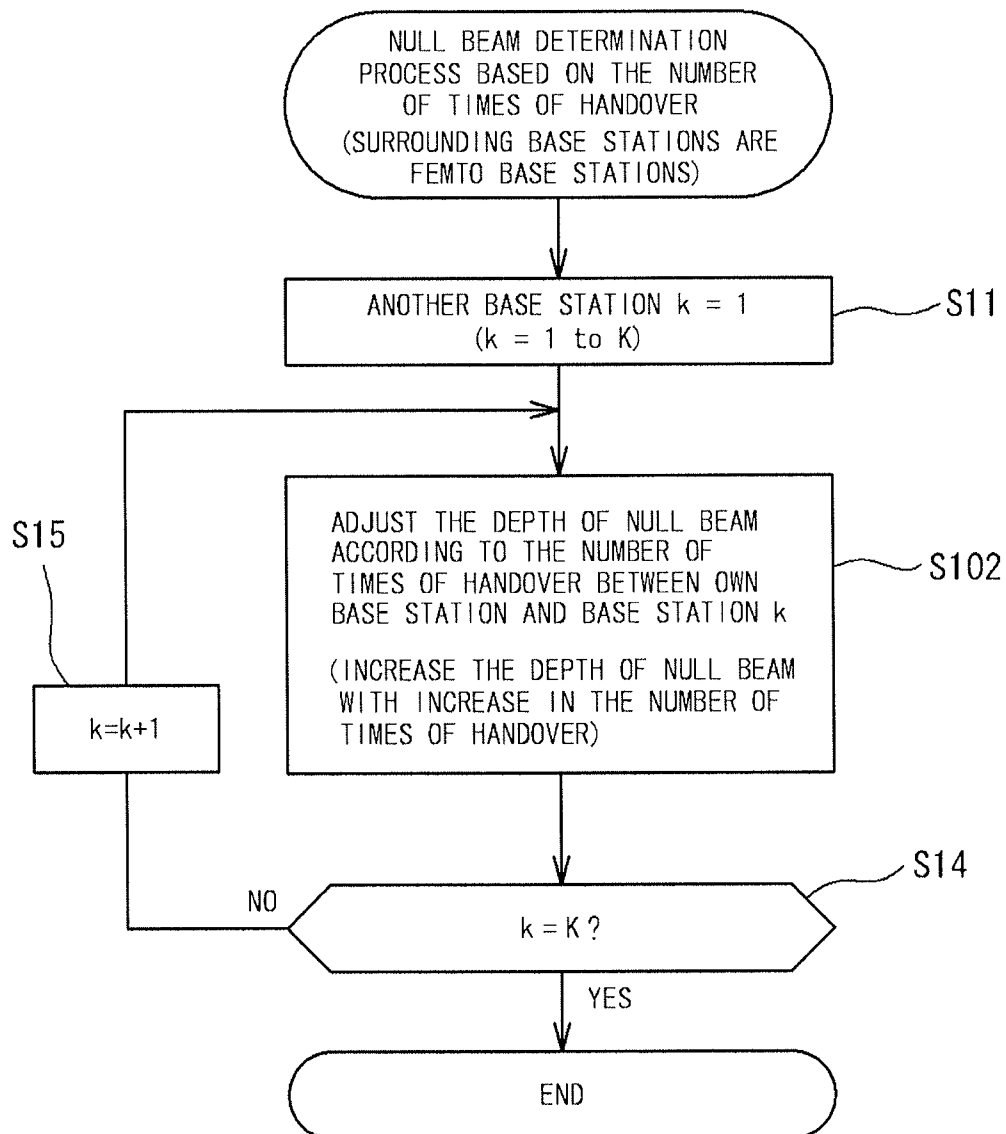 NULL BEAM DETERMINATION
PROCESS BASED ON THE NUMBER
OF TIMES OF HANDOVER
(SURROUNDING BASE STATIONS ARE
FEMTO BASE STATIONS)
ANOTHER BASE STATION k = 1
(k = 1 to K)
S11
ADJUST THE DEPTH OF NULL BEAM
ACCORDING TO THE NUMBER OF
TIMES OF HANDOVER BETWEEN OWN
BASE STATION AND BASE STATION k
(INCREASE THE DEPTH OF NULL BEAM
WITH INCREASE IN THE NUMBER OF
TIMES OF HANDOVER)
S102
S15
k=k+1
S14
NO
k = K?
YES
END